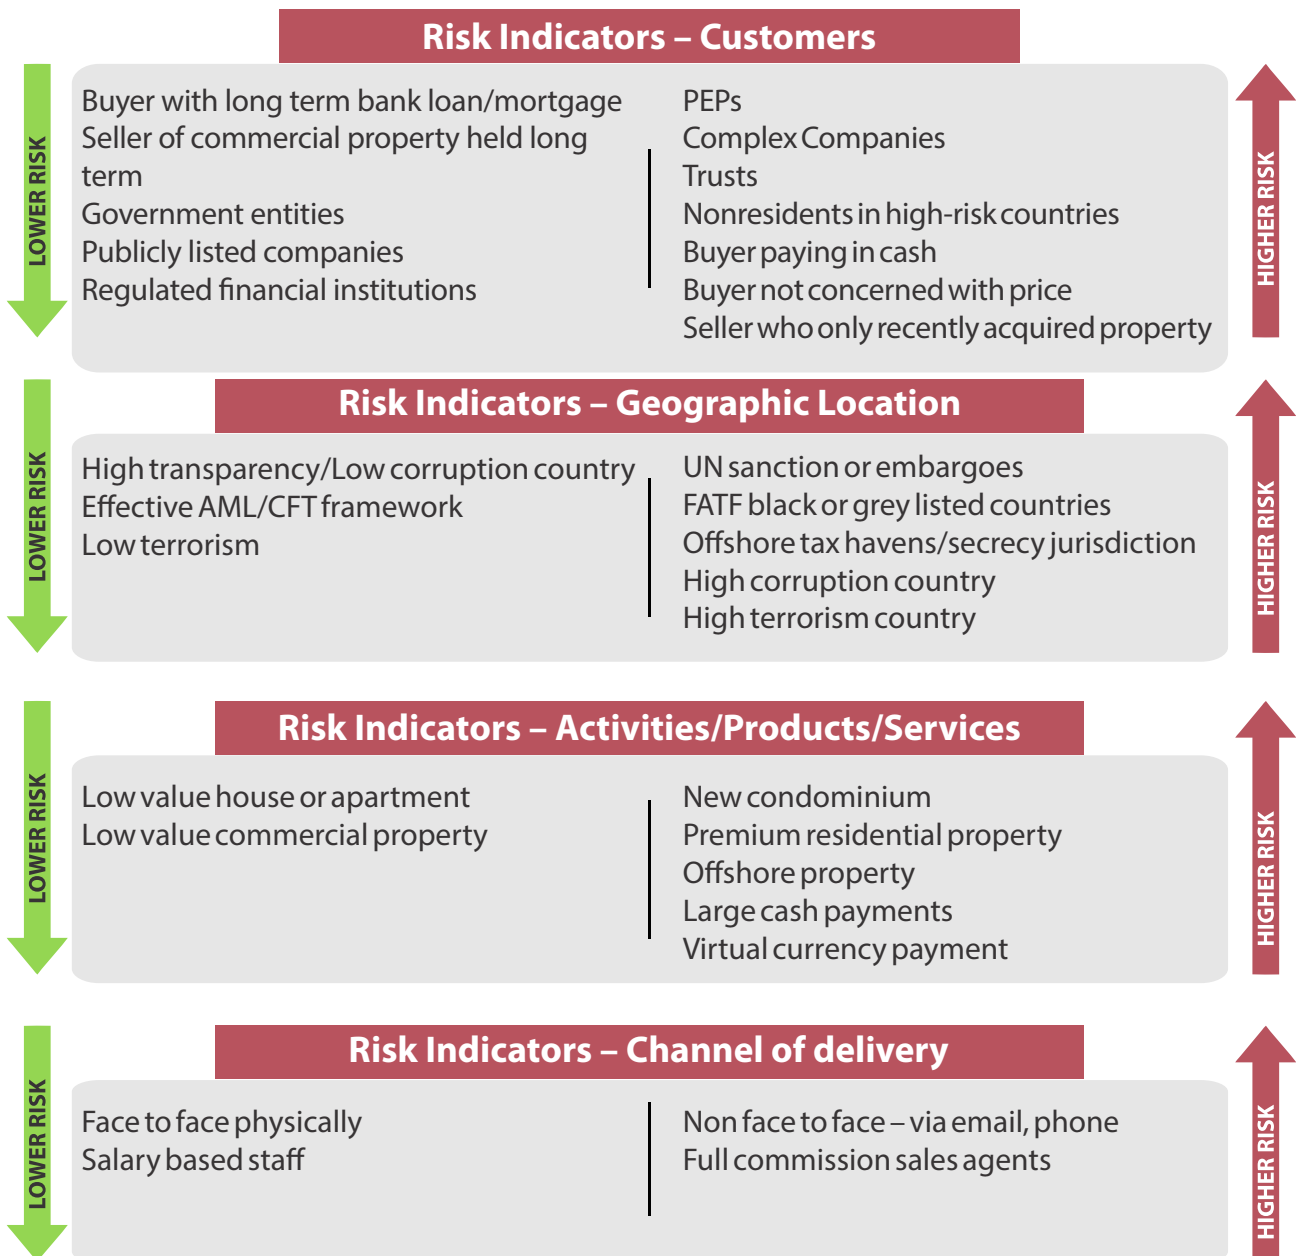 Risk Indicators – Customers
LOWER RISK
Buyer with long term bank loan/mortgage
Seller of commercial property held long
term
Government entities
Publicly listed companies
Regulated financial institutions
PEPs
Complex Companies
Trusts
Nonresidents in high-risk countries
Buyer paying in cash
Buyer not concerned with price
Seller who only recently acquired property
HIGHER RISK
Risk Indicators – Geographic Location
LOWER RISK
High transparency/Low corruption country
Effective AML/CFT framework
Low terrorism
UN sanction or embargoes
FATF black or grey listed countries
Offshore tax havens/secrecy jurisdiction
High corruption country
High terrorism country
HIGHER RISK
Risk Indicators – Activities/Products/Services
LOWER RISK
Low value house or apartment
Low value commercial property
New condominium
Premium residential property
Offshore property
Large cash payments
Virtual currency payment
HIGHER RISK
Risk Indicators – Channel of delivery
LOWER RISK
Face to face physically
Salary based staff
Non face to face – via email, phone
Full commission sales agents
HIGHER RISK